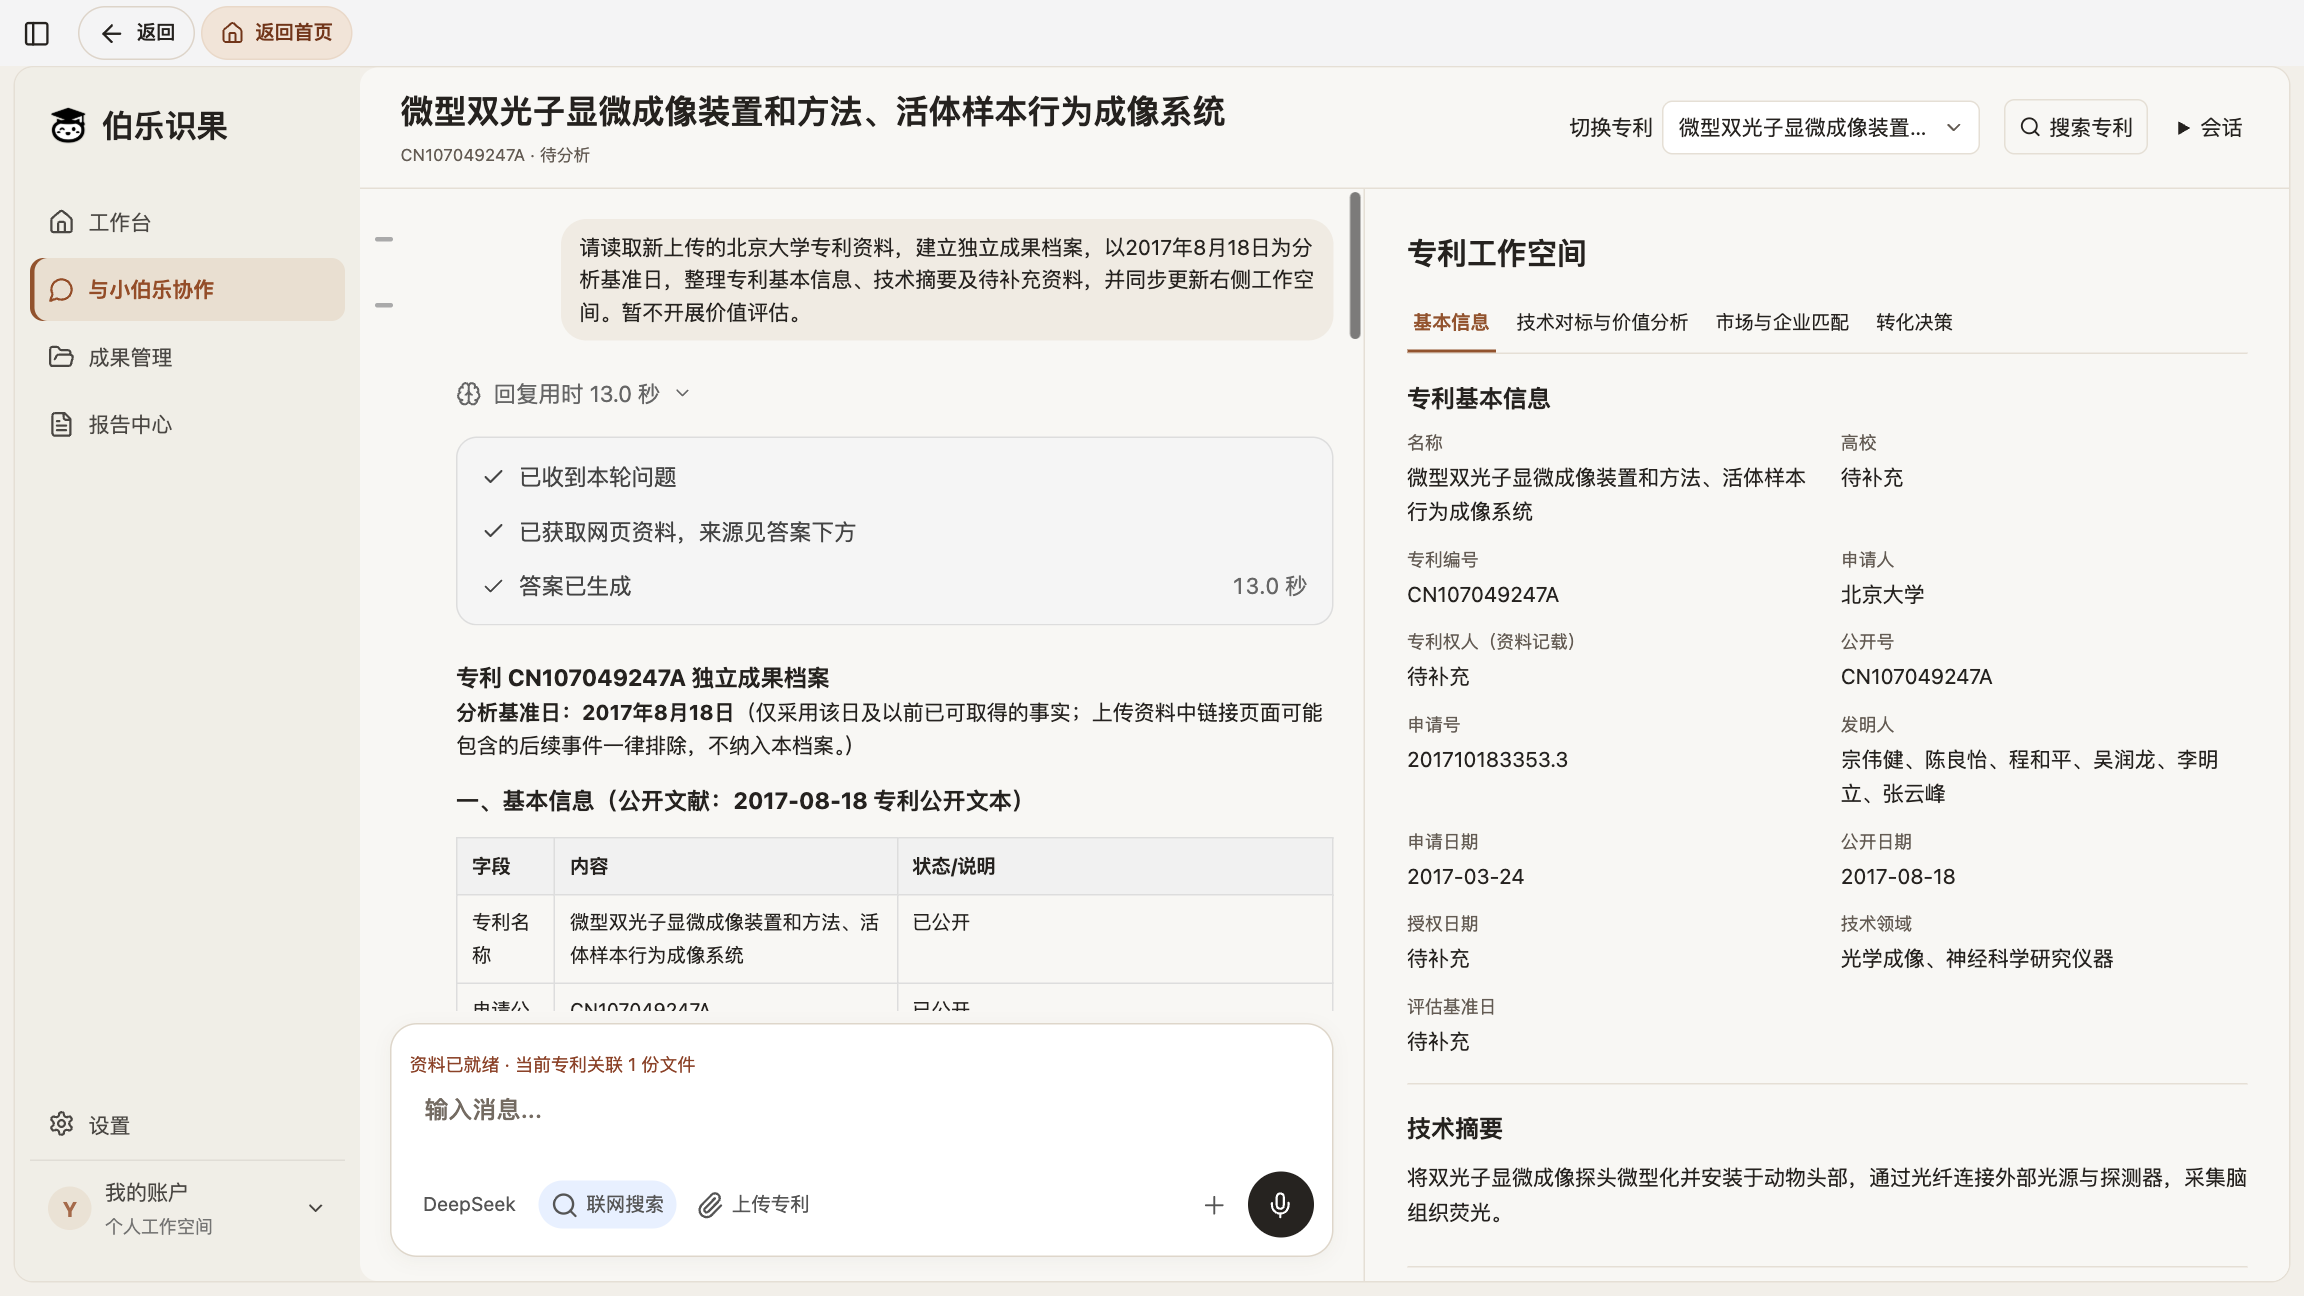 返回
返回首页
伯乐识果
工作台
与小伯乐协作
成果管理
报告中心
设置
Y
我的账户
个人工作空间
微型双光子显微成像装置和方法、活体样本行为成像系统
CN107049247A · 待分析
切换专利
微型双光子显微成像装置...
搜索专利
▶ 会话
请读取新上传的北京大学专利资料，建立独立成果档案，以2017年8月18日为分
析基准日，整理专利基本信息、技术摘要及待补充资料，并同步更新右侧工作空
间。暂不开展价值评估。
回复用时 13.0 秒
已收到本轮问题
已获取网页资料，来源见答案下方
答案已生成
13.0 秒
专利 CN107049247A 独立成果档案
分析基准日：2017年8月18日（仅采用该日及以前已可取得的事实；上传资料中链接页面可能
包含的后续事件一律排除，不纳入本档案。）
一、基本信息（公开文献：2017-08-18 专利公开文本）
字段
内容
状态/说明
专利名
称
微型双光子显微成像装置和方法、活
体样本行为成像系统
已公开
申请公
CN107049247A
已公开
资料已就绪 · 当前专利关联 1 份文件
输入消息...
DeepSeek
联网搜索
上传专利
专利工作空间
基本信息
技术对标与价值分析
市场与企业匹配
转化决策
专利基本信息
名称
微型双光子显微成像装置和方法、活体样本
行为成像系统
高校
待补充
专利编号
CN107049247A
申请人
北京大学
专利权人（资料记载）
待补充
公开号
CN107049247A
申请号
201710183353.3
发明人
宗伟健、陈良怡、程和平、吴润龙、李明
立、张云峰
申请日期
2017-03-24
公开日期
2017-08-18
授权日期
待补充
技术领域
光学成像、神经科学研究仪器
评估基准日
待补充
技术摘要
将双光子显微成像探头微型化并安装于动物头部，通过光纤连接外部光源与探测器，采集脑
组织荧光。